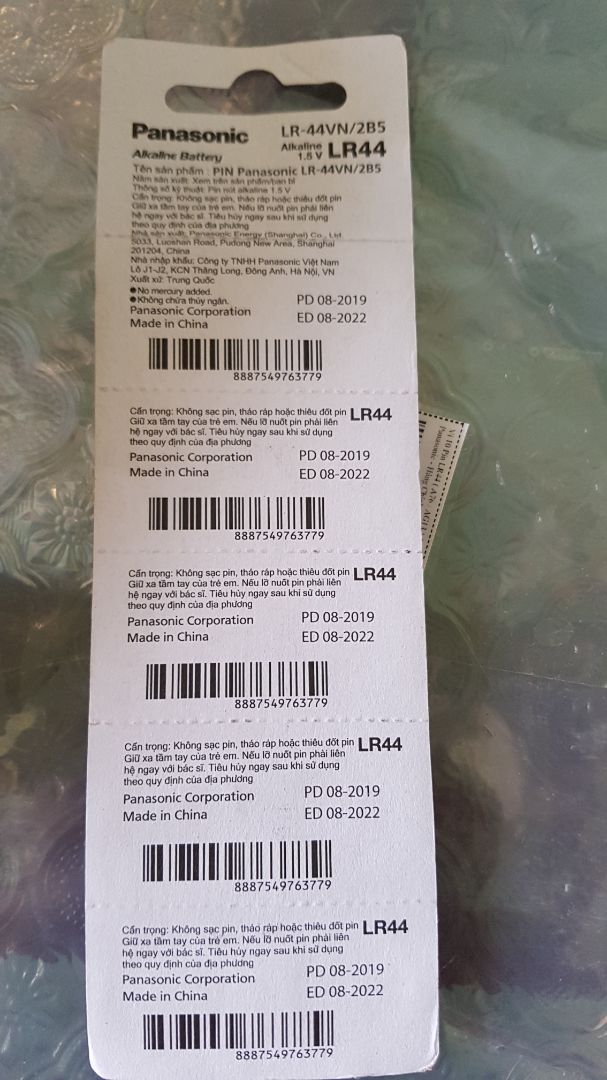 Panasonic LR-44VN/2B5
Alkaline Battery Alkaline 1.5 V LR44
Tên sản phẩm : PIN Panasonic LR-44VN/2B5
Năm sản xuất: Xem trên sản phẩm/bao bì
Thông số kỹ thuật: Pin nút alkaline 1.5 V
Cẩn trọng: Không sạc pin, tháo ráp hoặc thiêu đốt pin
Giữ xa tầm tay của trẻ em. Nếu lỡ nuốt pin phải liên
hệ ngay với bác sĩ. Tiêu hủy ngay sau khi sử dụng
theo quy định của địa phương
Nhà sản xuất: Panasonic Energy (Shanghai) Co., Ltd.
5033, Luoshan Road, Pudong New Area, Shanghai
201204, China
Nhà nhập khẩu: Công ty TNHH Panasonic Việt Nam
Lô J1-J2, KCN Thăng Long, Đông Anh, Hà Nội, VN
Xuất xứ: Trung Quốc
●No mercury added.
●Không chứa thủy ngân. PD 08-2019
Panasonic Corporation
Made in China ED 08-2022
8887549763779
Cẩn trọng: Không sạc pin, tháo ráp hoặc thiêu đốt pin LR44
Giữ xa tầm tay của trẻ em. Nếu lỡ nuốt pin phải liên
hệ ngay với bác sĩ. Tiêu hủy ngay sau khi sử dụng
theo quy định của địa phương
Panasonic Corporation PD 08-2019
Made in China ED 08-2022
8887549763779
Cẩn trọng: Không sạc pin, tháo ráp hoặc thiêu đốt pin LR44
Giữ xa tầm tay của trẻ em. Nếu lỡ nuốt pin phải liên
hệ ngay với bác sĩ. Tiêu hủy ngay sau khi sử dụng
theo quy định của địa phương
Panasonic Corporation PD 08-2019
Made in China ED 08-2022
8887549763779
Cẩn trọng: Không sạc pin, tháo ráp hoặc thiêu đốt pin LR44
Giữ xa tầm tay của trẻ em. Nếu lỡ nuốt pin phải liên
hệ ngay với bác sĩ. Tiêu hủy ngay sau khi sử dụng
theo quy định của địa phương
Panasonic Corporation PD 08-2019
Made in China ED 08-2022
8887549763779
Cẩn trọng: Không sạc pin, tháo ráp hoặc thiêu đốt pin LR44
Giữ xa tầm tay của trẻ em. Nếu lỡ nuốt pin phải liên
hệ ngay với bác sĩ. Tiêu hủy ngay sau khi sử dụng
theo quy định của địa phương
Panasonic Corporation PD 08-2019
Made in China ED 08-2022
8887549763779
Vỉ 10 Pin LR44 LA76 AG1
Panasonic - Hàng